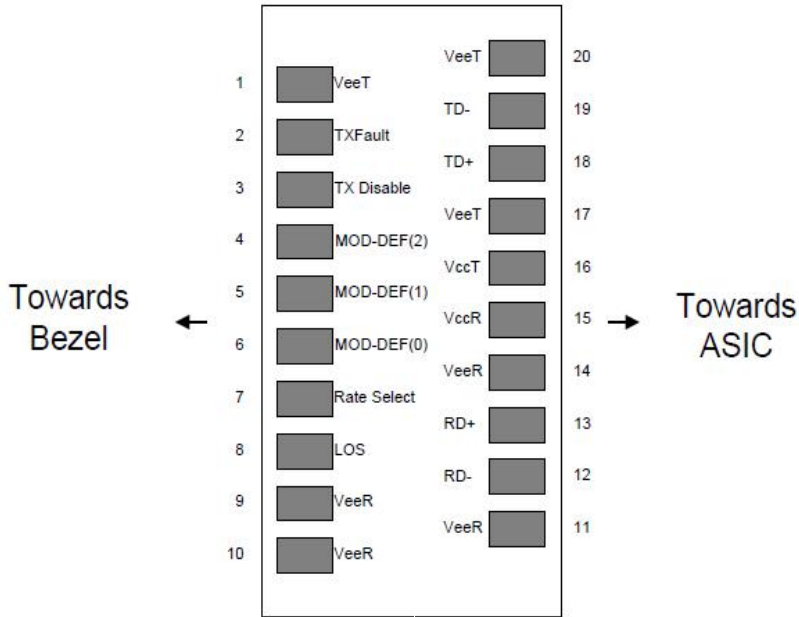 Towards
Bezel
1 VeeT
2 TXFault
3 TX Disable
4 MOD-DEF(2)
5 MOD-DEF(1)
6 MOD-DEF(0)
7 Rate Select
8 LOS
9 VeeR
10 VeeR
VeeT 20
TD- 19
TD+ 18
VeeT 17
VccT 16
VccR 15
VeeR 14
RD+ 13
RD- 12
VeeR 11
Towards
ASIC